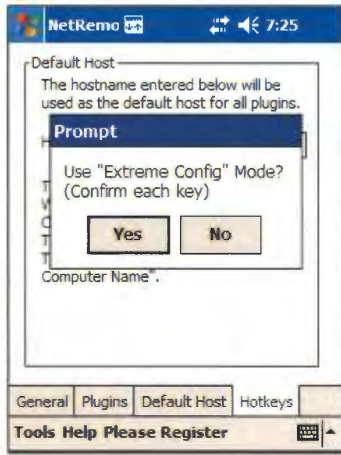 NetRemo 7:25
Default Host
The hostname entered below will be
used as the default host for all plugins.
Prompt
Use "Extreme Config" Mode?
(Confirm each key)
Yes No
Computer Name".
General Plugins Default Host Hotkeys
Tools Help Please Register